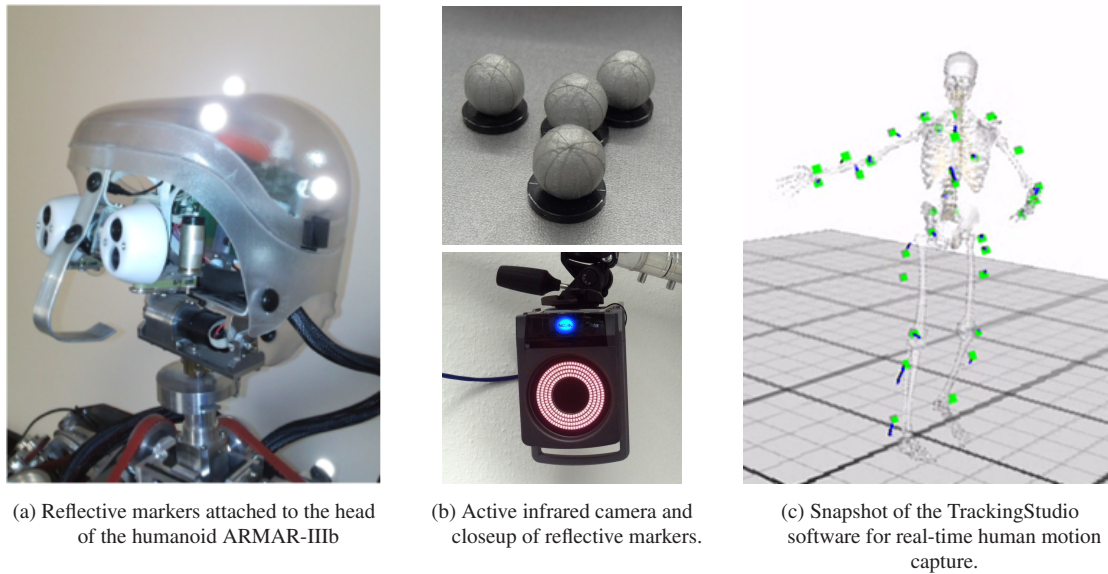 (a) Reflective markers attached to the head
of the humanoid ARMAR-IIIb
(b) Active infrared camera and
closeup of reflective markers.
(c) Snapshot of the TrackingStudio
software for real-time human motion
capture.